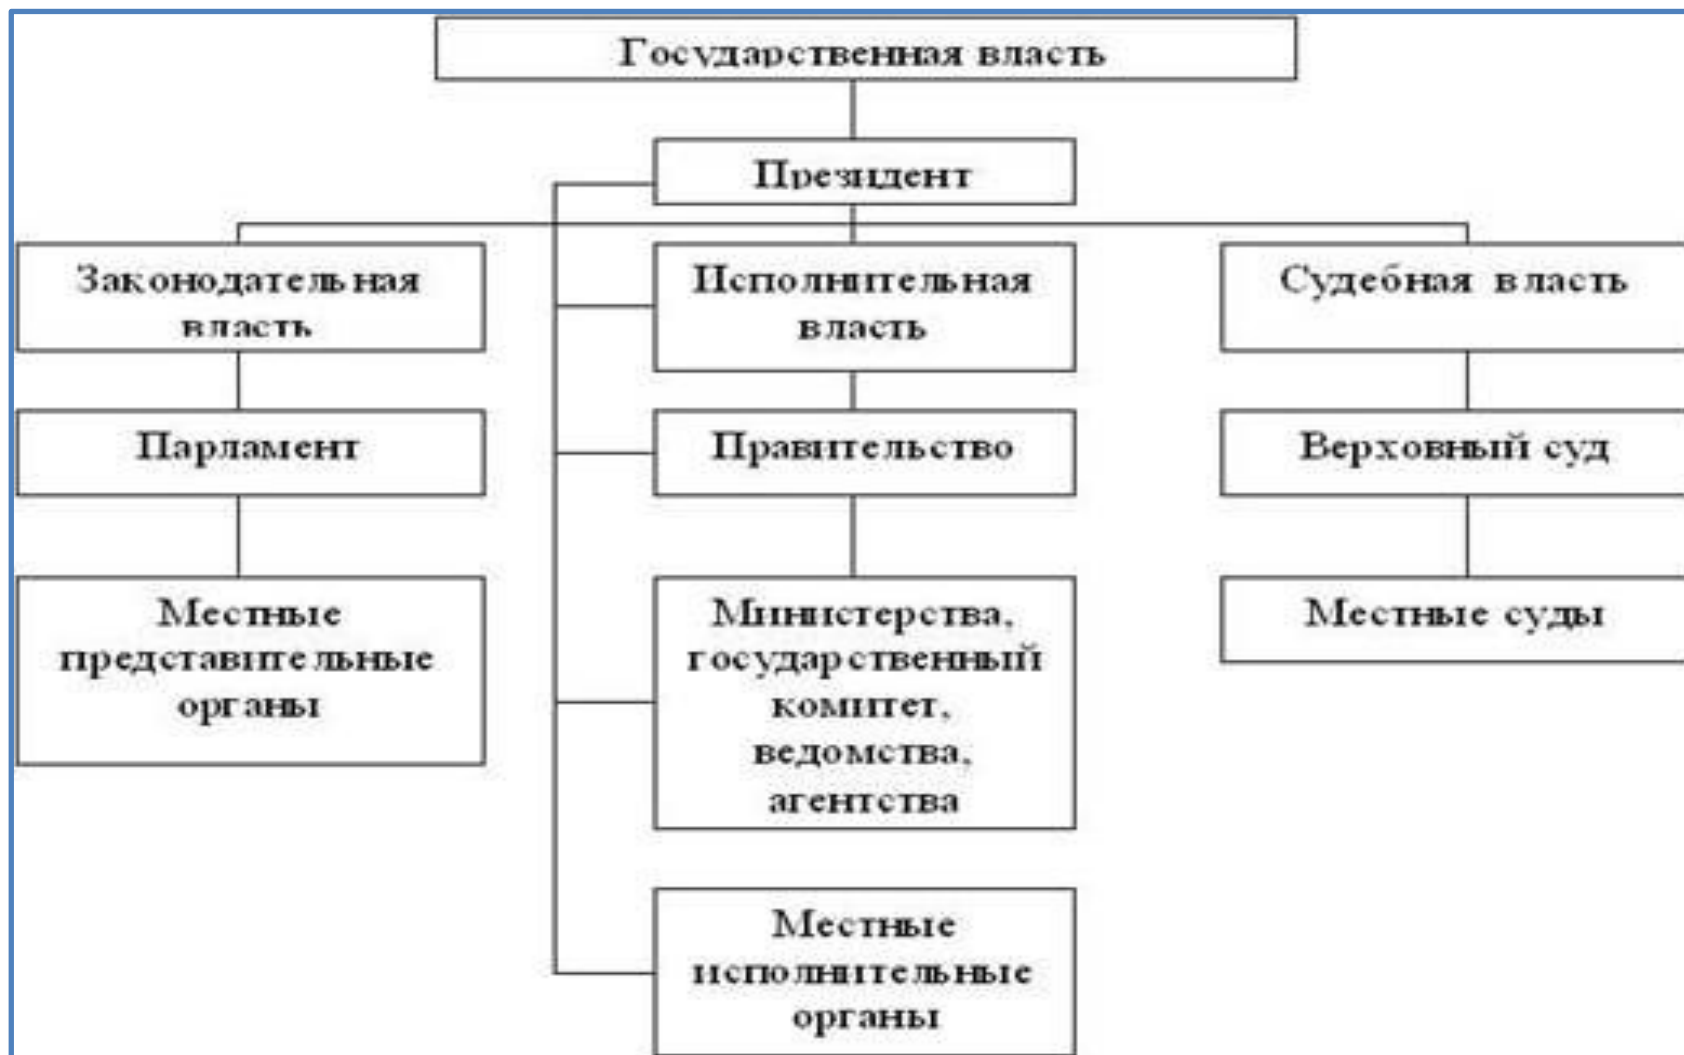 Государственная власть
Президент
Законодательная
власть
Исполнительная
власть
Судебная власть
Парламент
Правительство
Верховный суд
Местные
представительные
органы
Министерства,
государственный
комитет,
ведомства,
агентства
Местные суды
Местные
исполнительные
органы